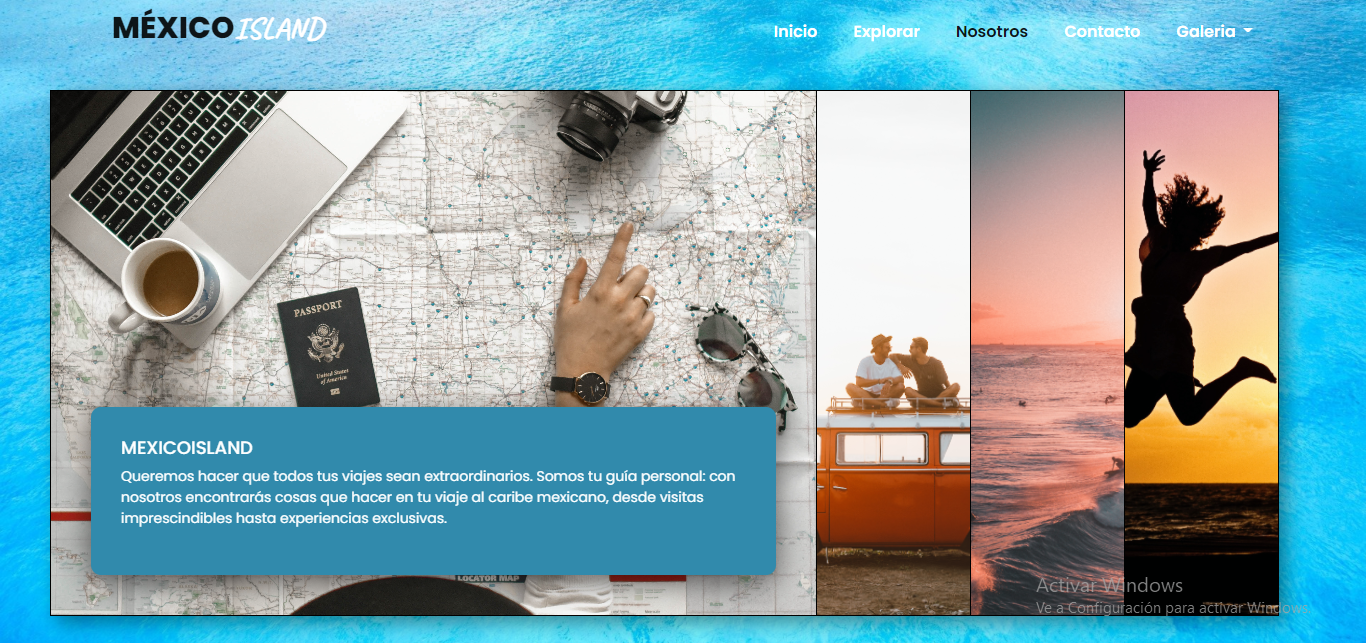 MÉXICO ISLAND
Inicio Explorar Nosotros Contacto Galeria
PASSPORT
United States
of America
MEXICOISLAND
Queremos hacer que todos tus viajes sean extraordinarios. Somos tu guía personal: con
nosotros encontrarás cosas que hacer en tu viaje al caribe mexicano, desde visitas
imprescindibles hasta experiencias exclusivas.
LOCATOR MAP
Activar Windows
Ve a Configuración para activar Windows